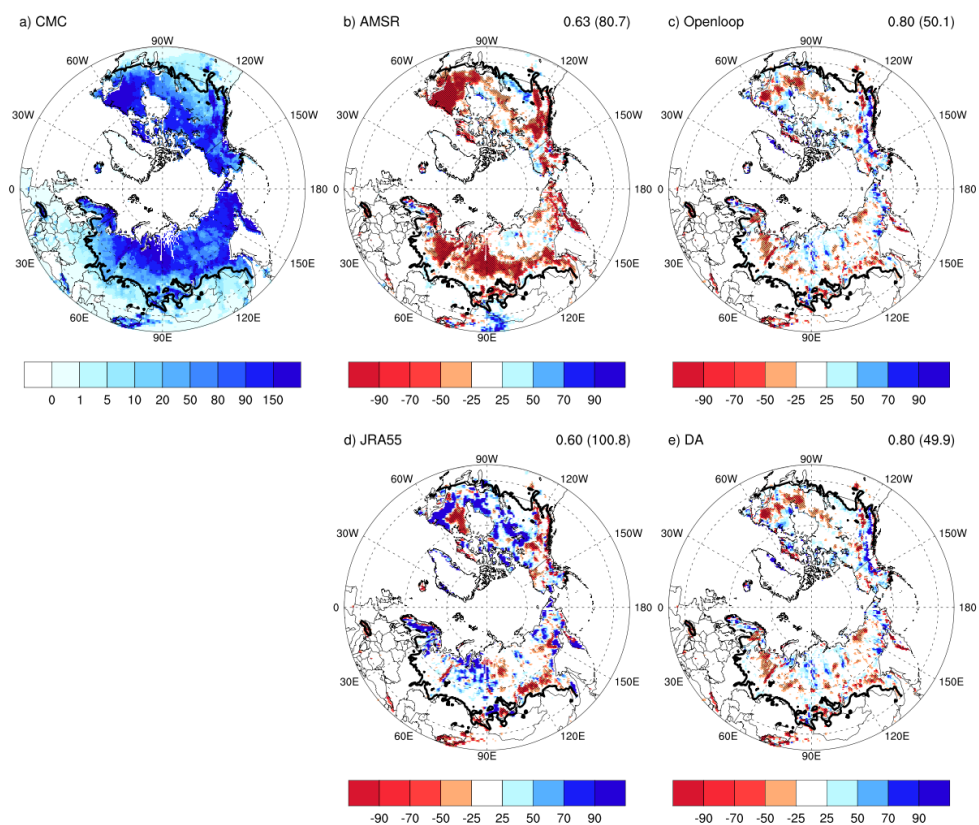 a) CMC
90W
60W
120W
30W
150W
0
180
30E
150E
60E
120E
90E
0 1 5 10 20 50 80 90 150
b) AMSR 0.63 (80.7)
90W
60W
120W
30W
150W
0
180
30E
150E
60E
120E
90E
-90 -70 -50 -25 25 50 70 90
c) Openloop 0.80 (50.1)
90W
60W
120W
30W
150W
0
180
30E
150E
60E
120E
90E
-90 -70 -50 -25 25 50 70 90
d) JRA55 0.60 (100.8)
90W
60W
120W
30W
150W
0
180
30E
150E
60E
120E
90E
-90 -70 -50 -25 25 50 70 90
e) DA 0.80 (49.9)
90W
60W
120W
30W
150W
0
180
30E
150E
60E
120E
90E
-90 -70 -50 -25 25 50 70 90